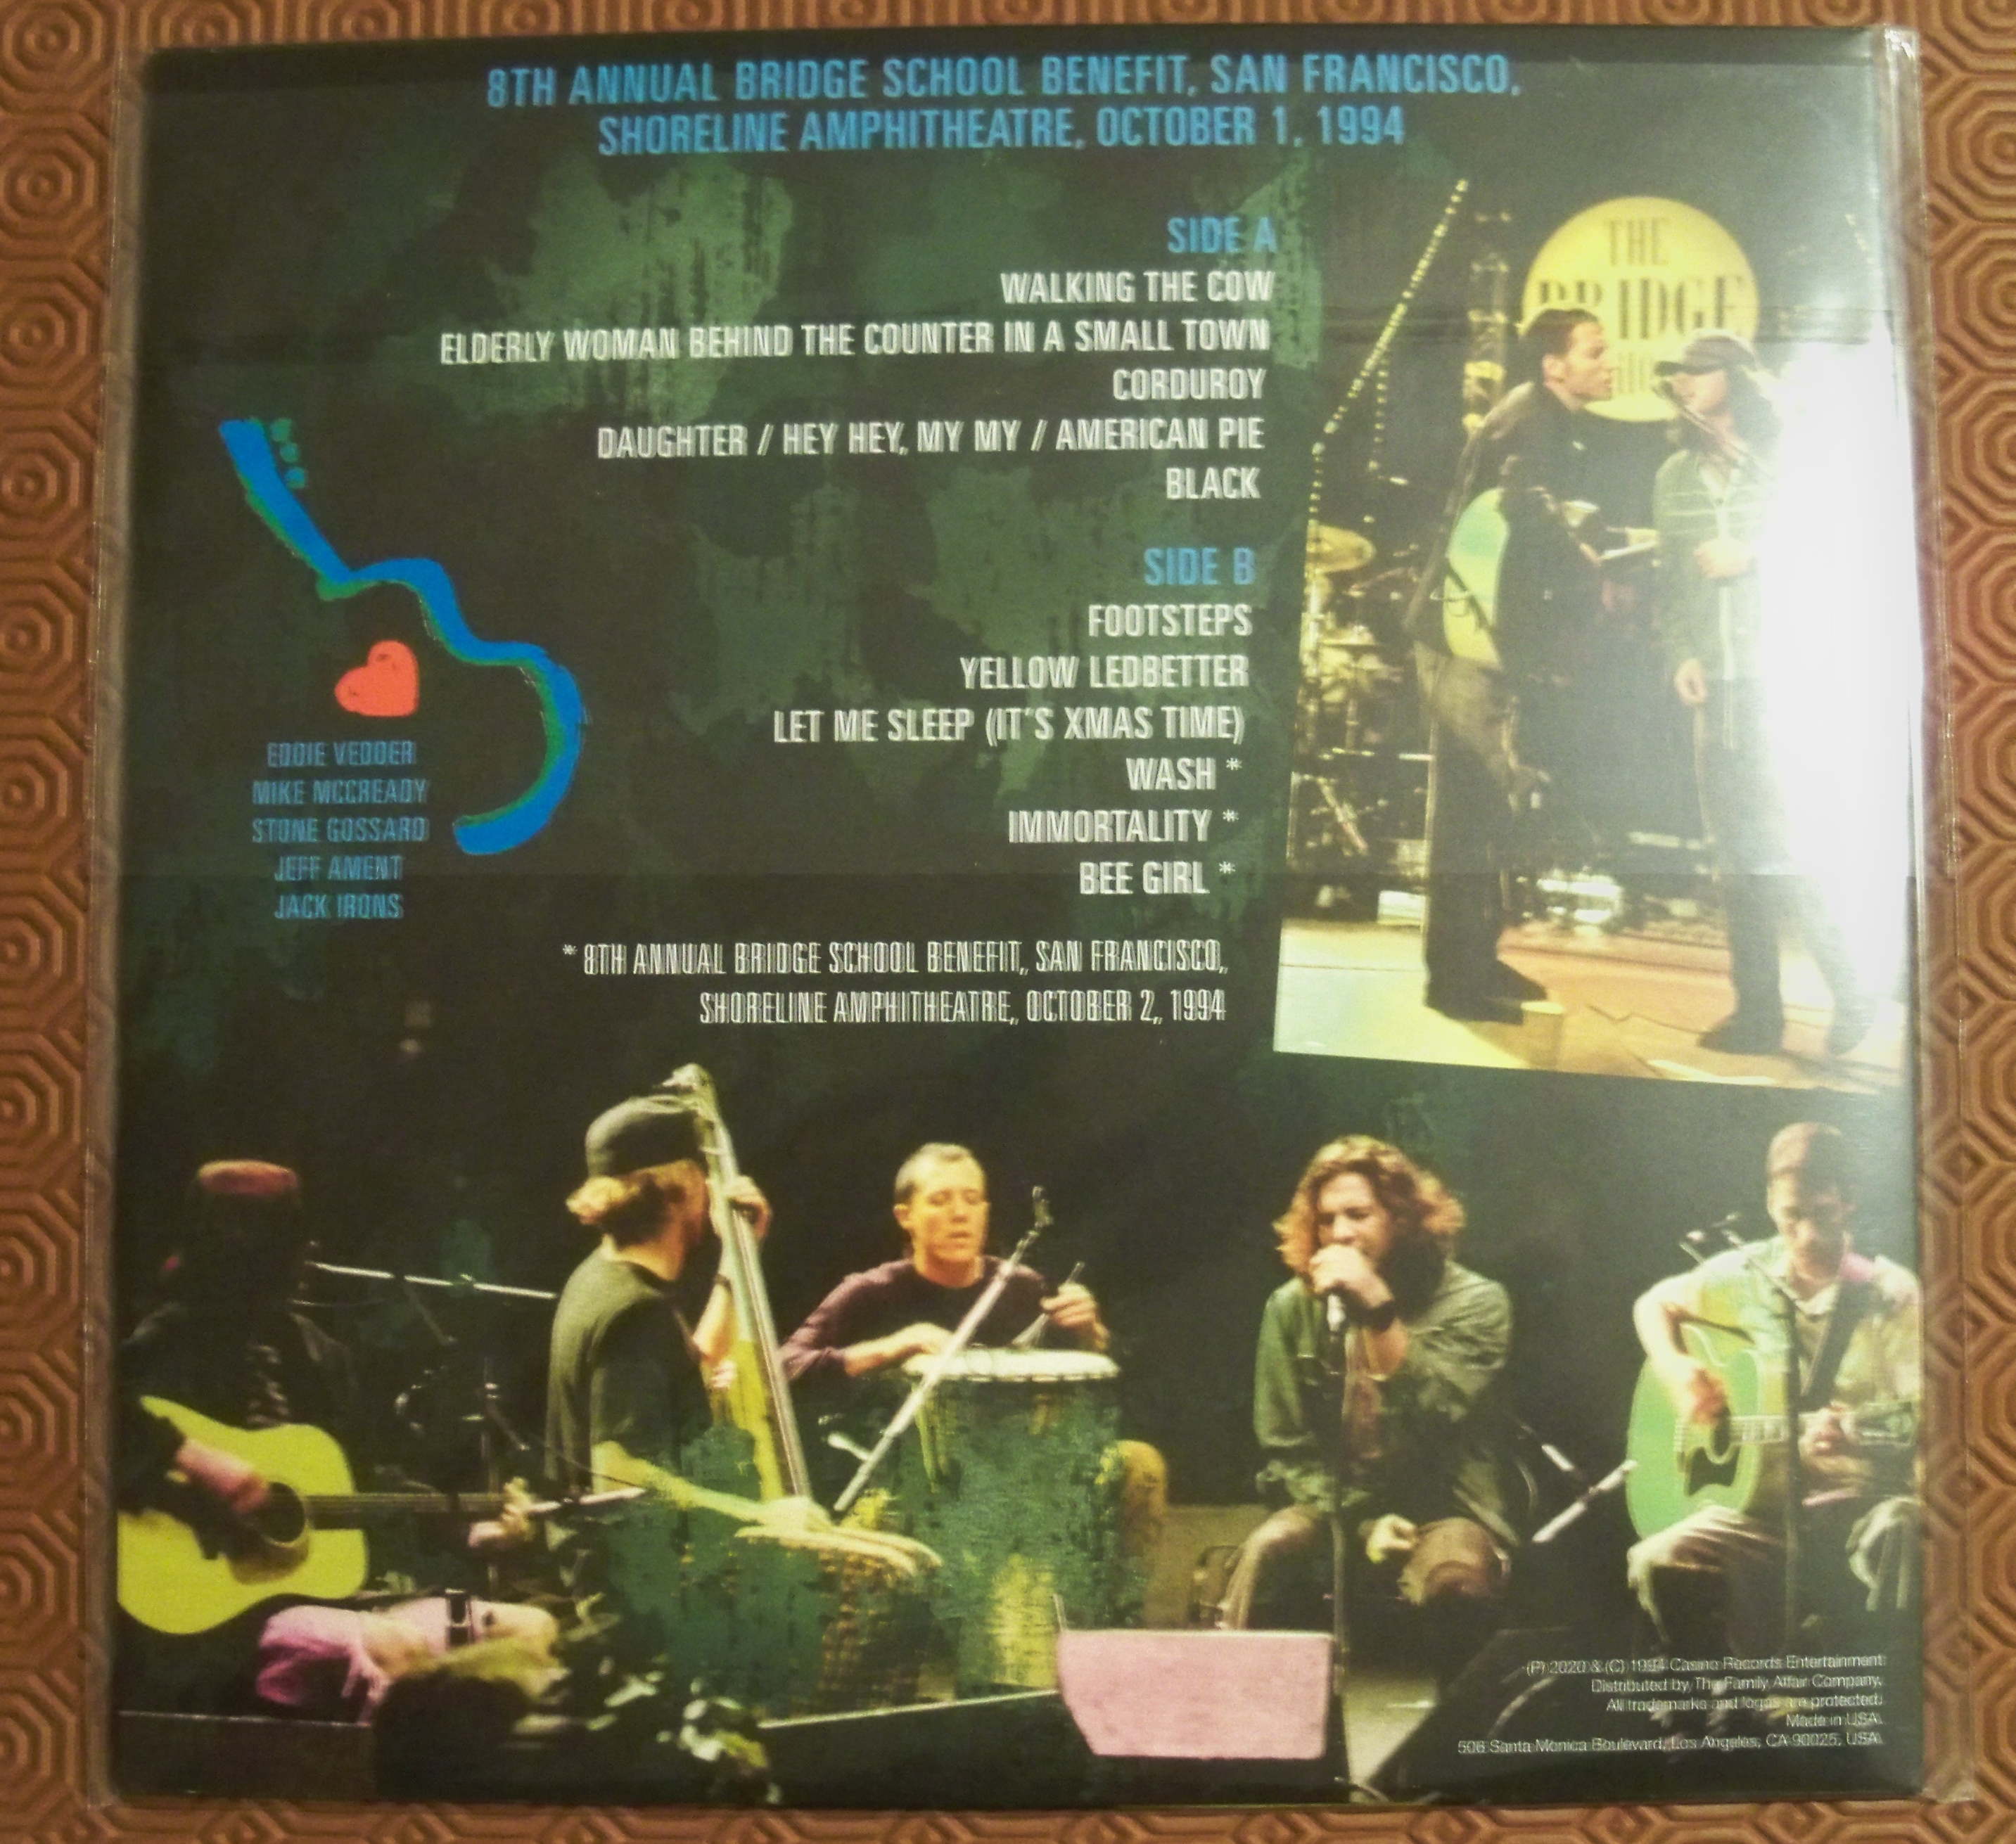 8TH ANNUAL BRIDGE SCHOOL BENEFIT, SAN FRANCISCO,
SHORELINE AMPHITHEATRE, OCTOBER 1, 1994
SIDE A
WALKING THE COW
ELDERLY WOMAN BEHIND THE COUNTER IN A SMALL TOWN
CORDUROY
DAUGHTER / HEY HEY, MY MY / AMERICAN PIE
BLACK
SIDE B
FOOTSTEPS
YELLOW LEDBETTER
LET ME SLEEP (IT'S XMAS TIME)
WASH *
IMMORTALITY *
BEE GIRL *
* 8TH ANNUAL BRIDGE SCHOOL BENEFIT, SAN FRANCISCO,
SHORELINE AMPHITHEATRE, OCTOBER 2, 1994
EDDIE VEDDER
MIKE MCCREADY
STONE GOSSARD
JEFF AMENT
JACK IRONS
THE
BRIDGE
(P) 2020 & (C) 1994 Casino Records Entertainment
Distributed by The Family Affair Company.
All trademarks and logos are protected.
Made in USA.
506 Santa Monica Boulevard, Los Angeles, CA 90025, USA.